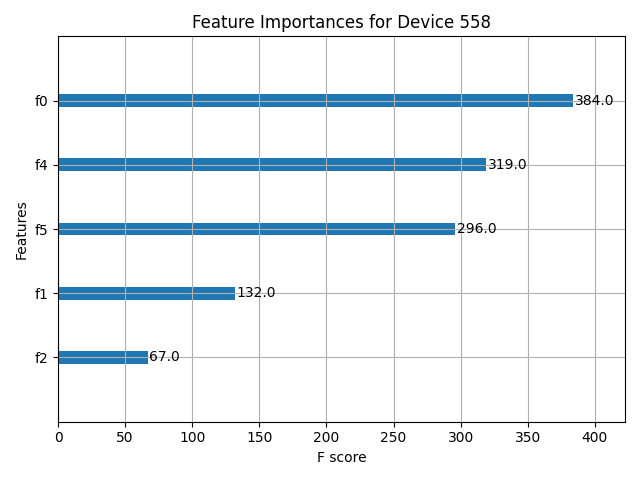 Feature Importances for Device 558
Features
f0
384.0
f4
319.0
f5
296.0
f1
132.0
f2
67.0
0 50 100 150 200 250 300 350 400
F score